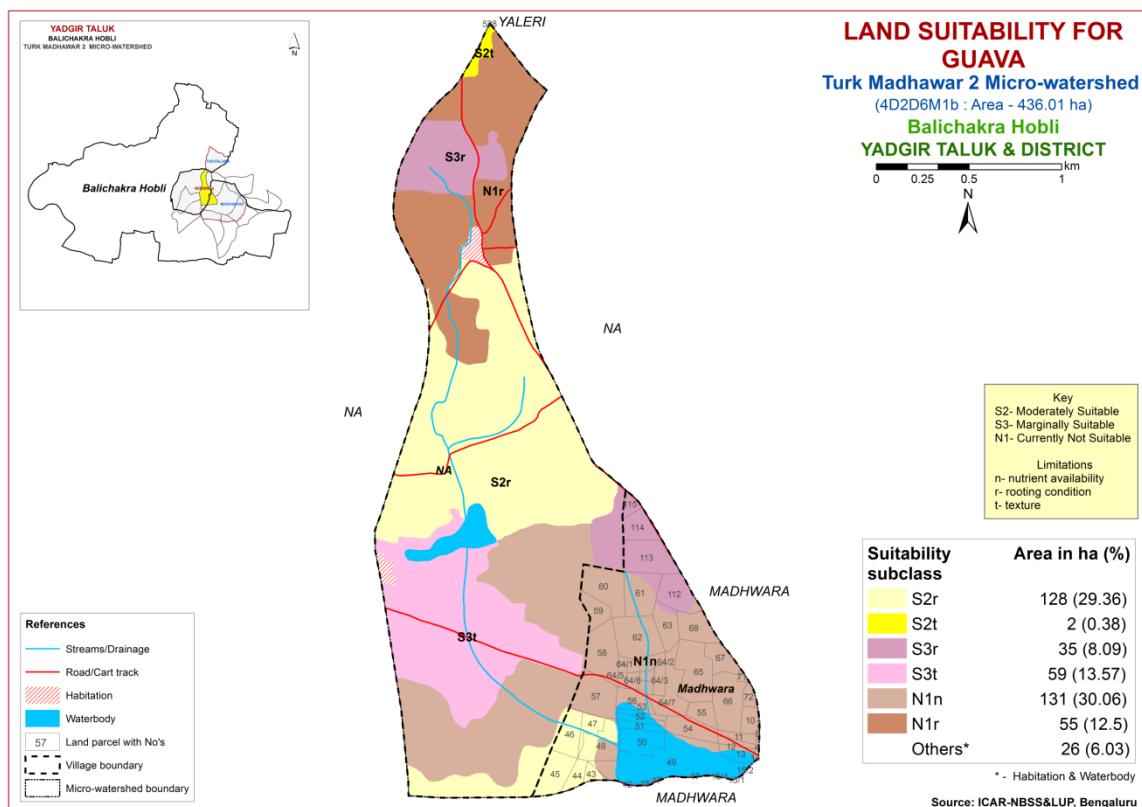 YADGIR TALUK
BALICHAKRA HOBLI
TURK MADHAWAR 2 MICRO-WATERSHED
N
Balichakra Hobli
LAND SUITABILITY FOR
GUAVA
Turk Madhawar 2 Micro-watershed
(4D2D6M1b : Area - 436.01 ha)
Balichakra Hobli
YADGIR TALUK & DISTRICT
km
0 0.25 0.5 1
N
YALERI
S2t
S3r
N1r
NA
NA
NA
S2r
115
114
113
MADHWARA
112
60
61
59
63
68
62
58
N1n
67
64/1
64/2
64/5
65
64/6
64/3
Madhwara
S3t
57
66
72
56
64/7
53
55
10
52
51
54
47
11
46
48
50
12
13
49
45
44
43
MADHWARA
Key
S2- Moderately Suitable
S3- Marginally Suitable
N1- Currently Not Suitable
Limitations
n- nutrient availability
r- rooting condition
t- texture
Suitability subclass Area in ha (%)
S2r 128 (29.36)
S2t 2 (0.38)
S3r 35 (8.09)
S3t 59 (13.57)
N1n 131 (30.06)
N1r 55 (12.5)
Others* 26 (6.03)
* - Habitation & Waterbody
Source: ICAR-NBSS&LUP, Bengaluru
References
Streams/Drainage
Road/Cart track
Habitation
Waterbody
57 Land parcel with No's
Village boundary
Micro-watershed boundary